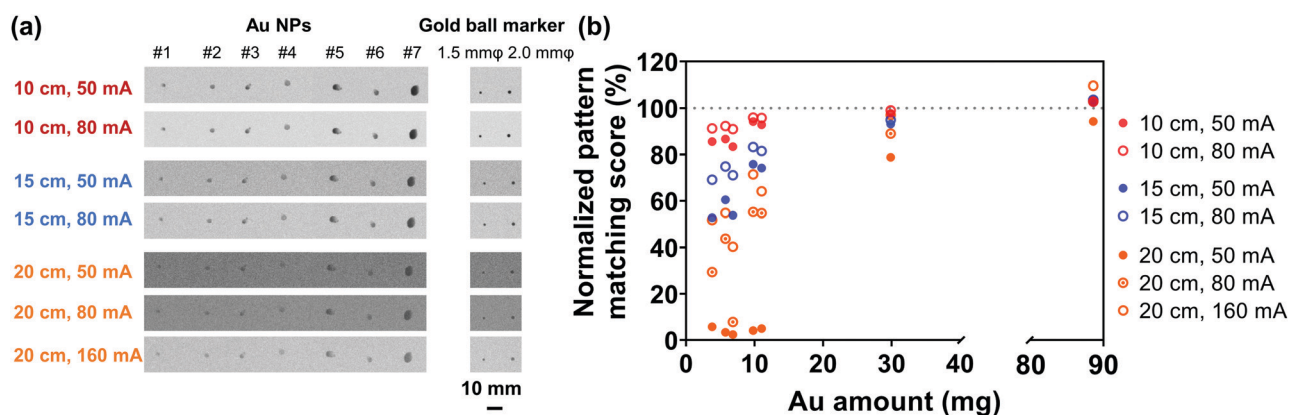 (a)
Au NPs
Gold ball marker
#1 #2 #3 #4 #5 #6 #7
1.5 mmφ 2.0 mmφ
10 cm, 50 mA
10 cm, 80 mA
15 cm, 50 mA
15 cm, 80 mA
20 cm, 50 mA
20 cm, 80 mA
20 cm, 160 mA
10 mm
(b)
Normalized pattern
matching score (%)
120
100
80
60
40
20
0
0 10 20 30 40 80 90
Au amount (mg)
10 cm, 50 mA
10 cm, 80 mA
15 cm, 50 mA
15 cm, 80 mA
20 cm, 50 mA
20 cm, 80 mA
20 cm, 160 mA